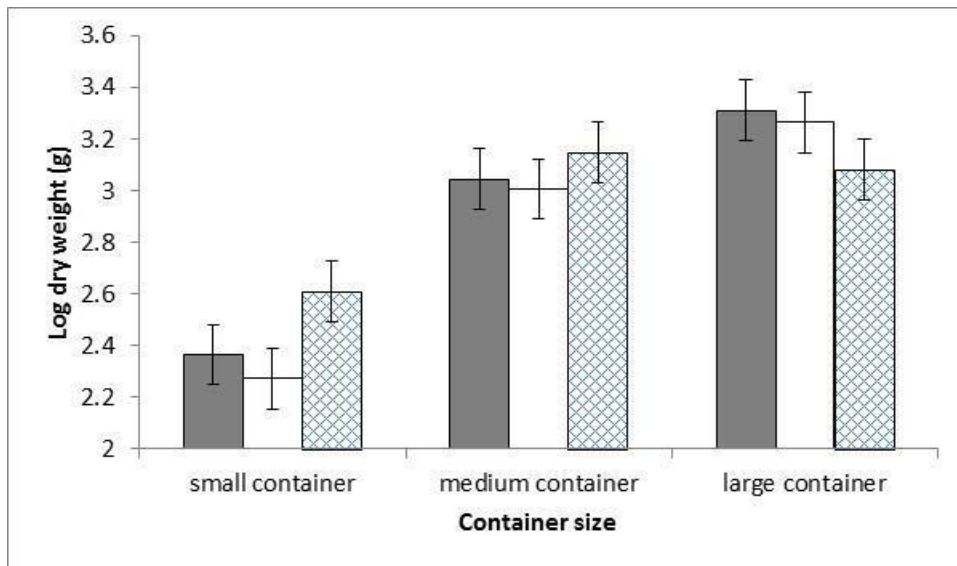 3.6
3.4
3.2
3
2.8
2.6
2.4
2.2
2
Log dry weight (g)
small container
medium container
large container
Container size